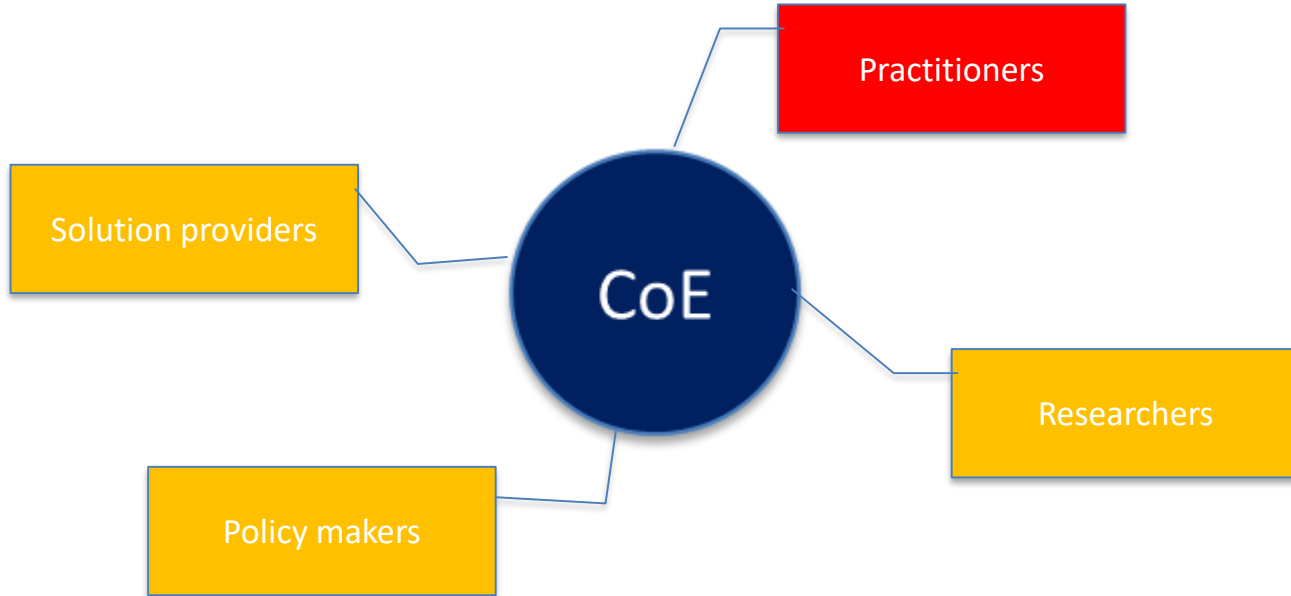 Practitioners
Solution providers
CoE
Researchers
Policy makers